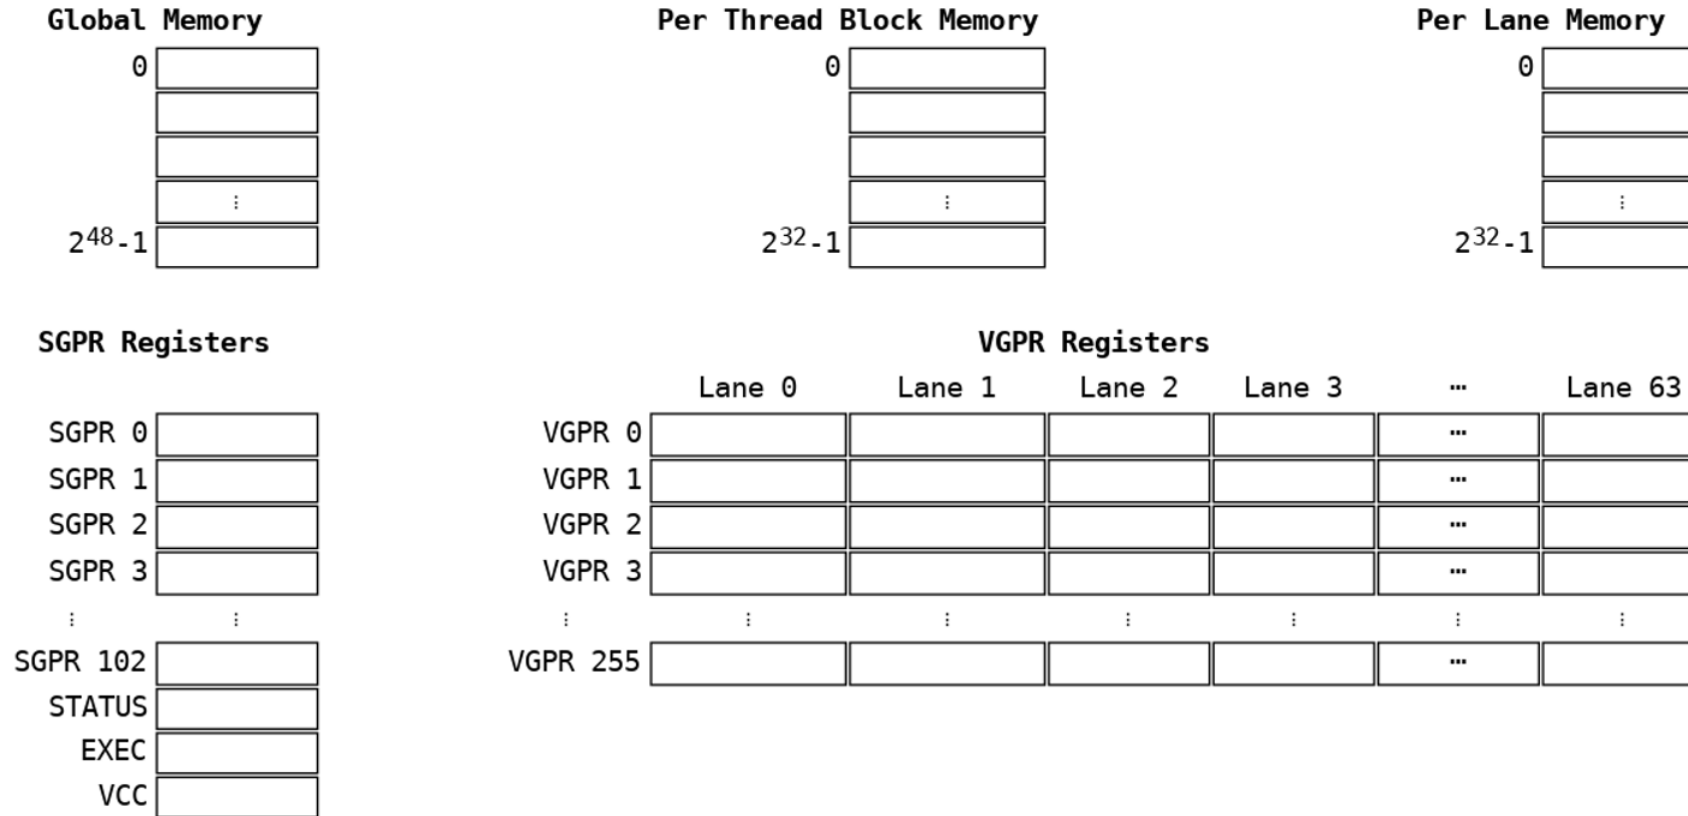 Global Memory Per Thread Block Memory Per Lane Memory
0 0 0
⋮ ⋮ ⋮
2⁴⁸-1 2³²-1 2³²-1
SGPR Registers VGPR Registers
Lane 0 Lane 1 Lane 2 Lane 3 … Lane 63
SGPR 0 VGPR 0 …
SGPR 1 VGPR 1 …
SGPR 2 VGPR 2 …
SGPR 3 VGPR 3 …
⋮ ⋮ ⋮ ⋮ ⋮ ⋮ ⋮ ⋮ ⋮
SGPR 102 VGPR 255 …
STATUS
EXEC
VCC